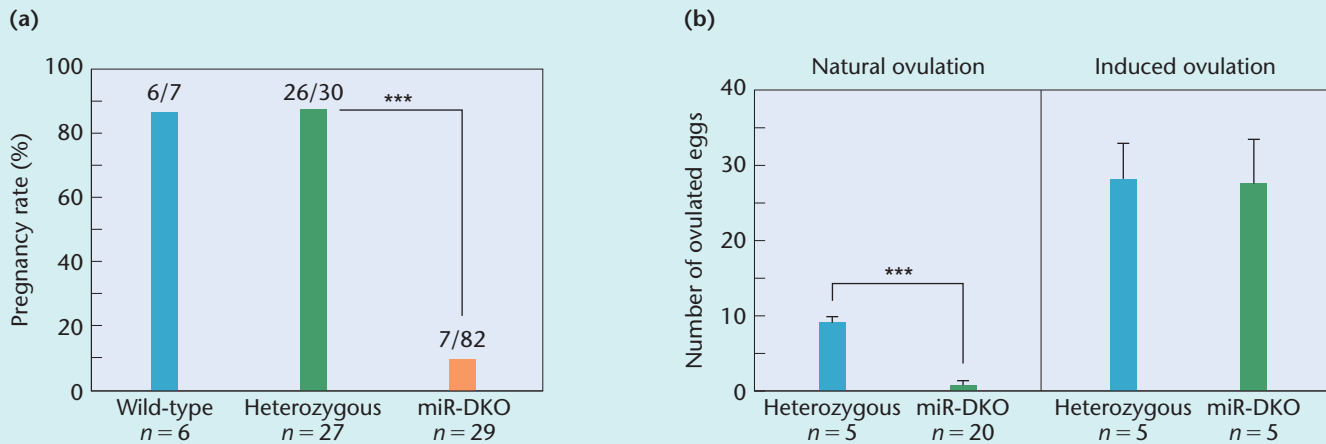 (a)
Pregnancy rate (%)
100
80
60
40
20
0
6/7
26/30
***
7/82
Wild-type
n = 6
Heterozygous
n = 27
miR-DKO
n = 29
(b)
Natural ovulation
Induced ovulation
Number of ovulated eggs
40
30
20
10
0
***
Heterozygous
n = 5
miR-DKO
n = 20
Heterozygous
n = 5
miR-DKO
n = 5